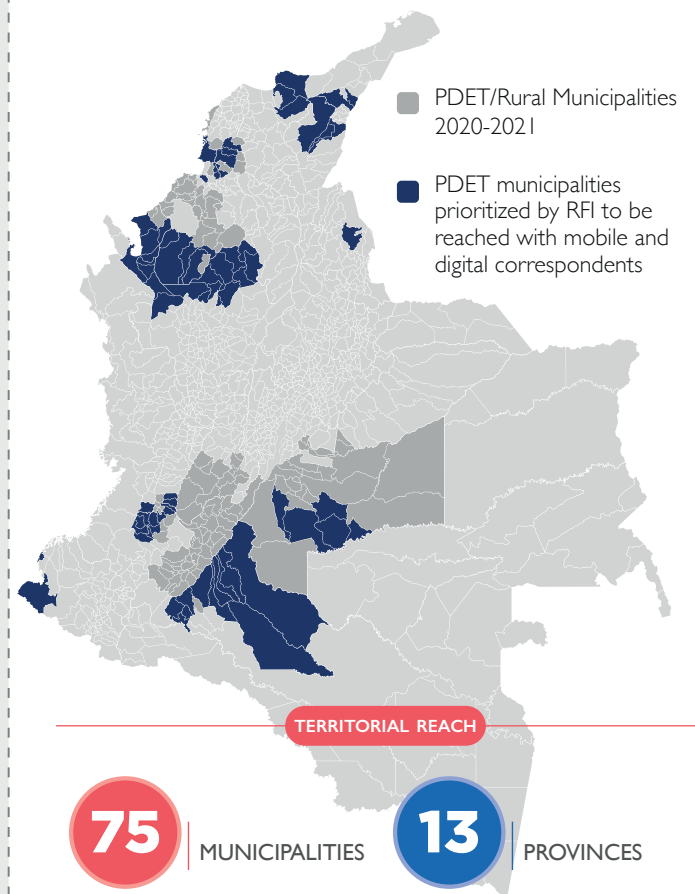 PDET/Rural Municipalities
2020-2021
PDET municipalities
prioritized by RFI to be
reached with mobile and
digital correspondents
TERRITORIAL REACH
75
MUNICIPALITIES
13
PROVINCES